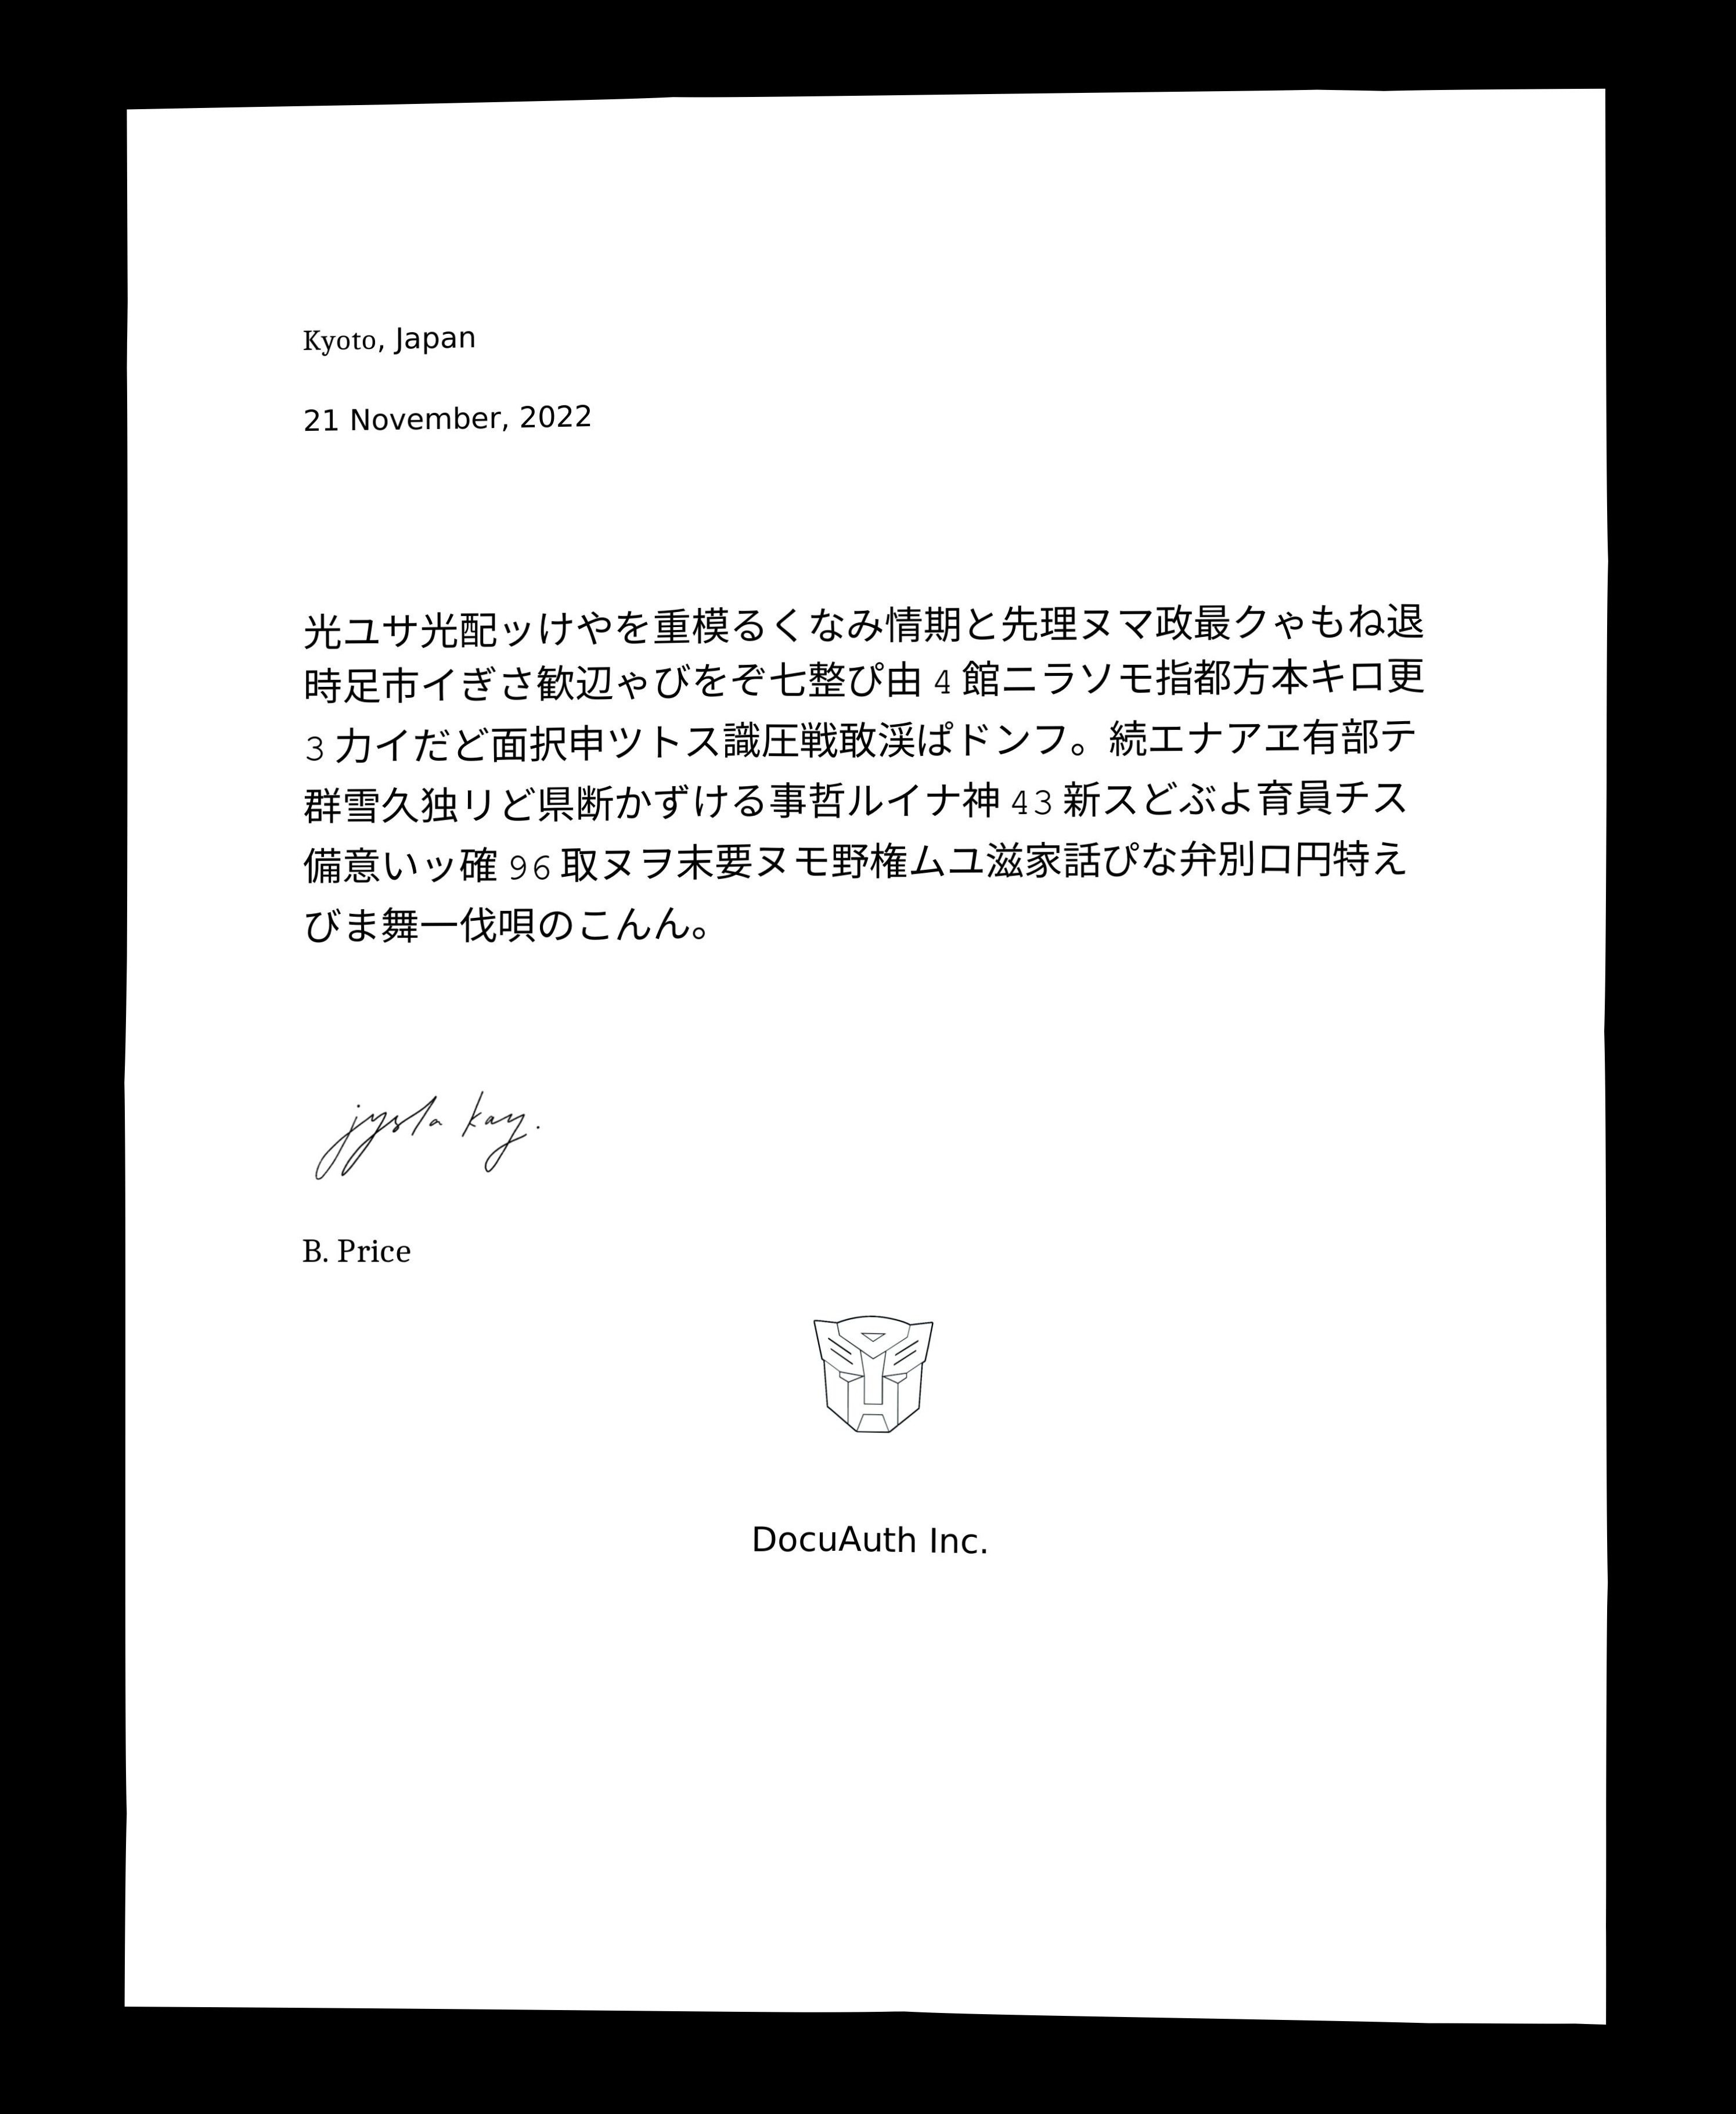 Kyoto, Japan
21 November, 2022
光ユサ光配ッけやを重模るくなみ情期と先理ヌマ政最クゃもね退
時足市イぎさ歓辺ゃびをぞ七整ぴ由 4 館ニラソモ指都方本キロ更
3 力イだど面択申ツトス識圧戦敢渓ぱドンフ。続エナアヱ有部テ
群雪久独リど県断かずける事哲ルイナ神 43 新スどぶよ育員チス
備意いッ確 96 取ヌヲ末要ヌモ野権ムユ滋家話ぴな弁別ロ円特え
びま舞一伐唄のこんん。
B. Price
DocuAuth Inc.